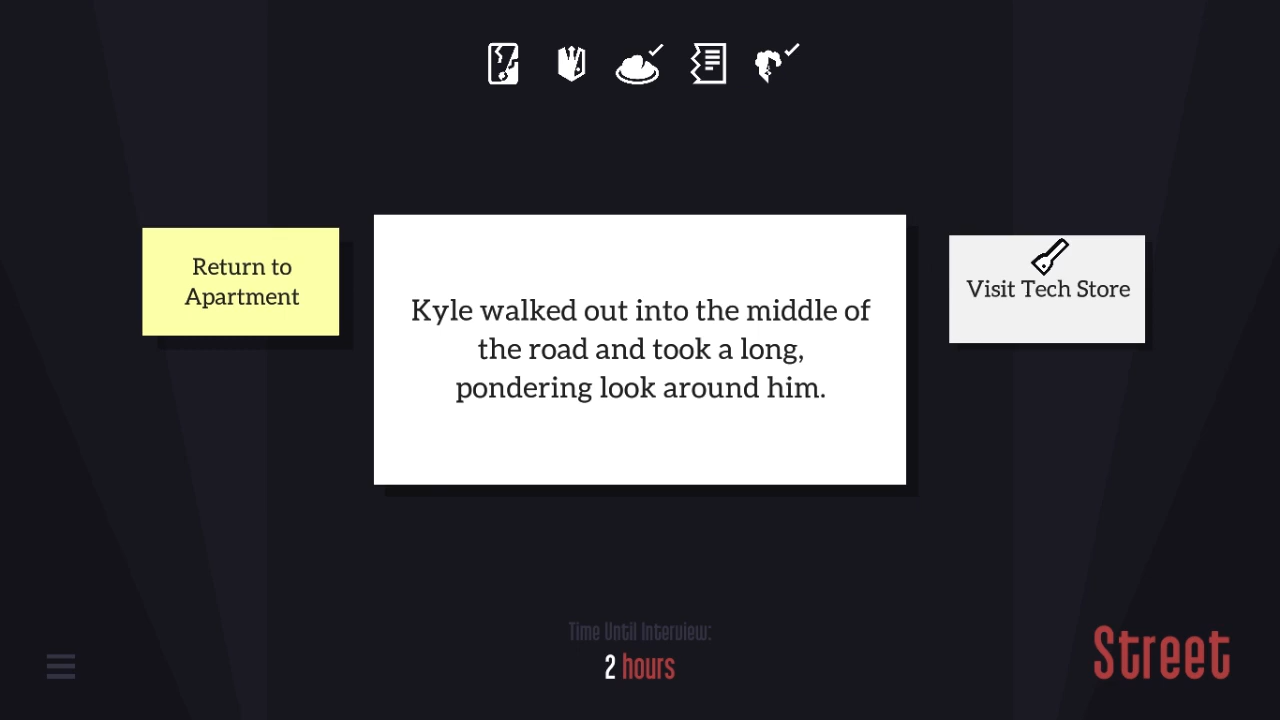 Return to
Apartment
Kyle walked out into the middle of
the road and took a long,
pondering look around him.
Visit Tech Store
Time Until Interview:
2 hours
Street